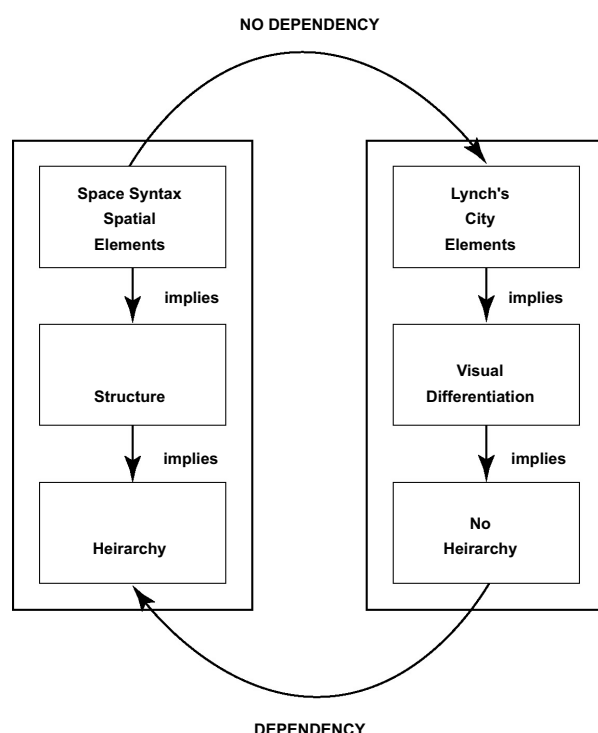 NO DEPENDENCY
Space Syntax
Spatial
Elements
implies
Structure
implies
Heirarchy
Lynch's
City
Elements
implies
Visual
Differentiation
implies
No
Heirarchy
DEPENDENCY